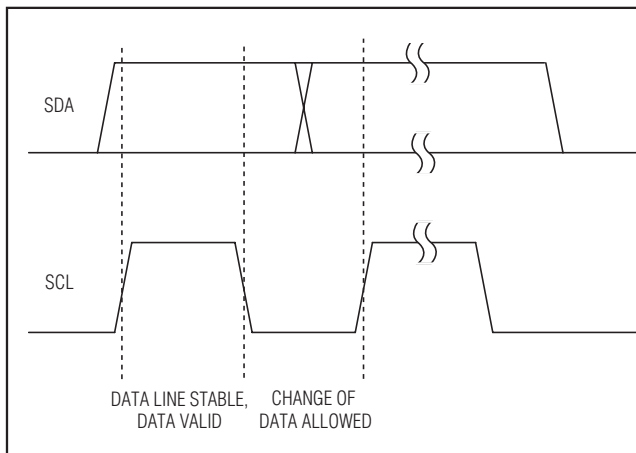 SDA
SCL
DATA LINE STABLE,
DATA VALID
CHANGE OF
DATA ALLOWED